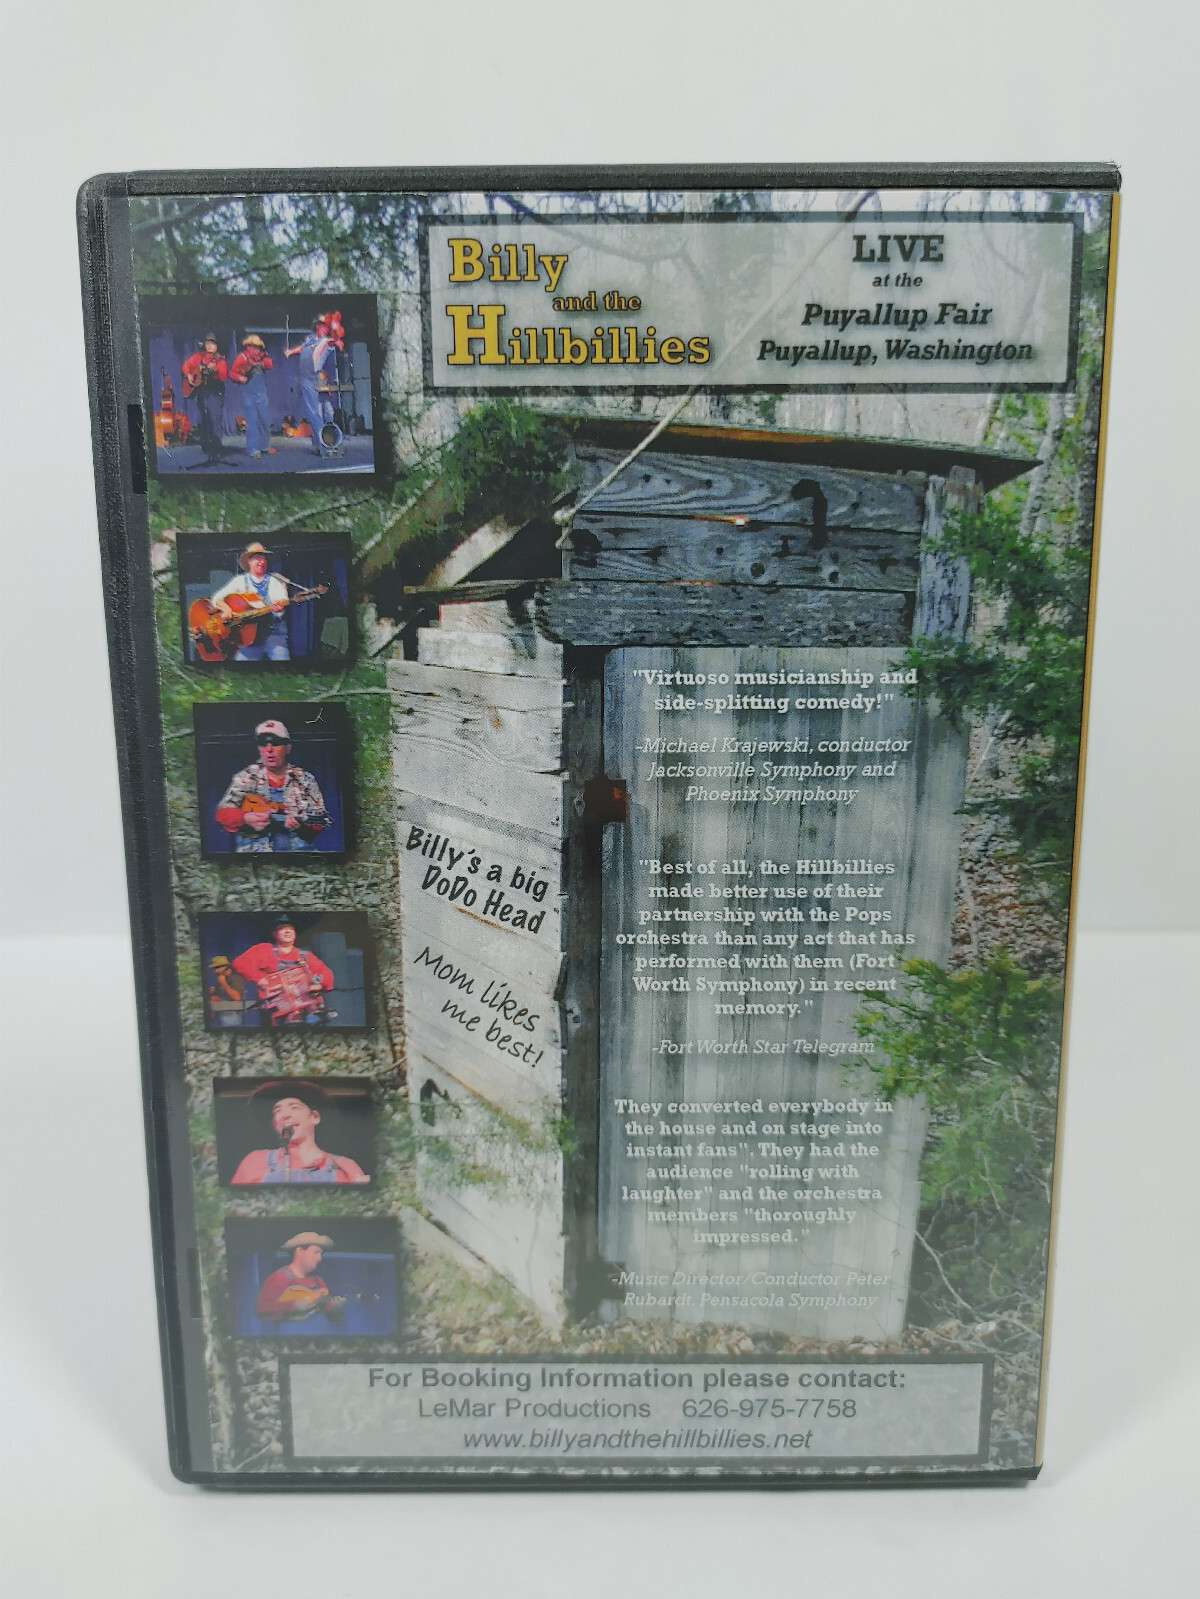 Billy
and the
Hillbillies
LIVE
at the
Puyallup Fair
Puyallup, Washington
"Virtuoso musicianship and
side-splitting comedy!"
-Michael Krajewski, conductor
Jacksonville Symphony and
Phoenix Symphony
Billy's a big
DoDo Head
Mom likes
me best!
"Best of all, the Hillbillies
made better use of their
partnership with the Pops
orchestra than any act that has
performed with them (Fort
Worth Symphony) in recent
memory."
-Fort Worth Star Telegram
They converted everybody in
the house and on stage into
instant fans". They had the
audience "rolling with
laughter" and the orchestra
members "thoroughly
impressed."
-Music Director/Conductor Peter
Rubardt. Pensacola Symphony
For Booking Information please contact:
LeMar Productions 626-975-7758
www.billyandthehillbillies.net